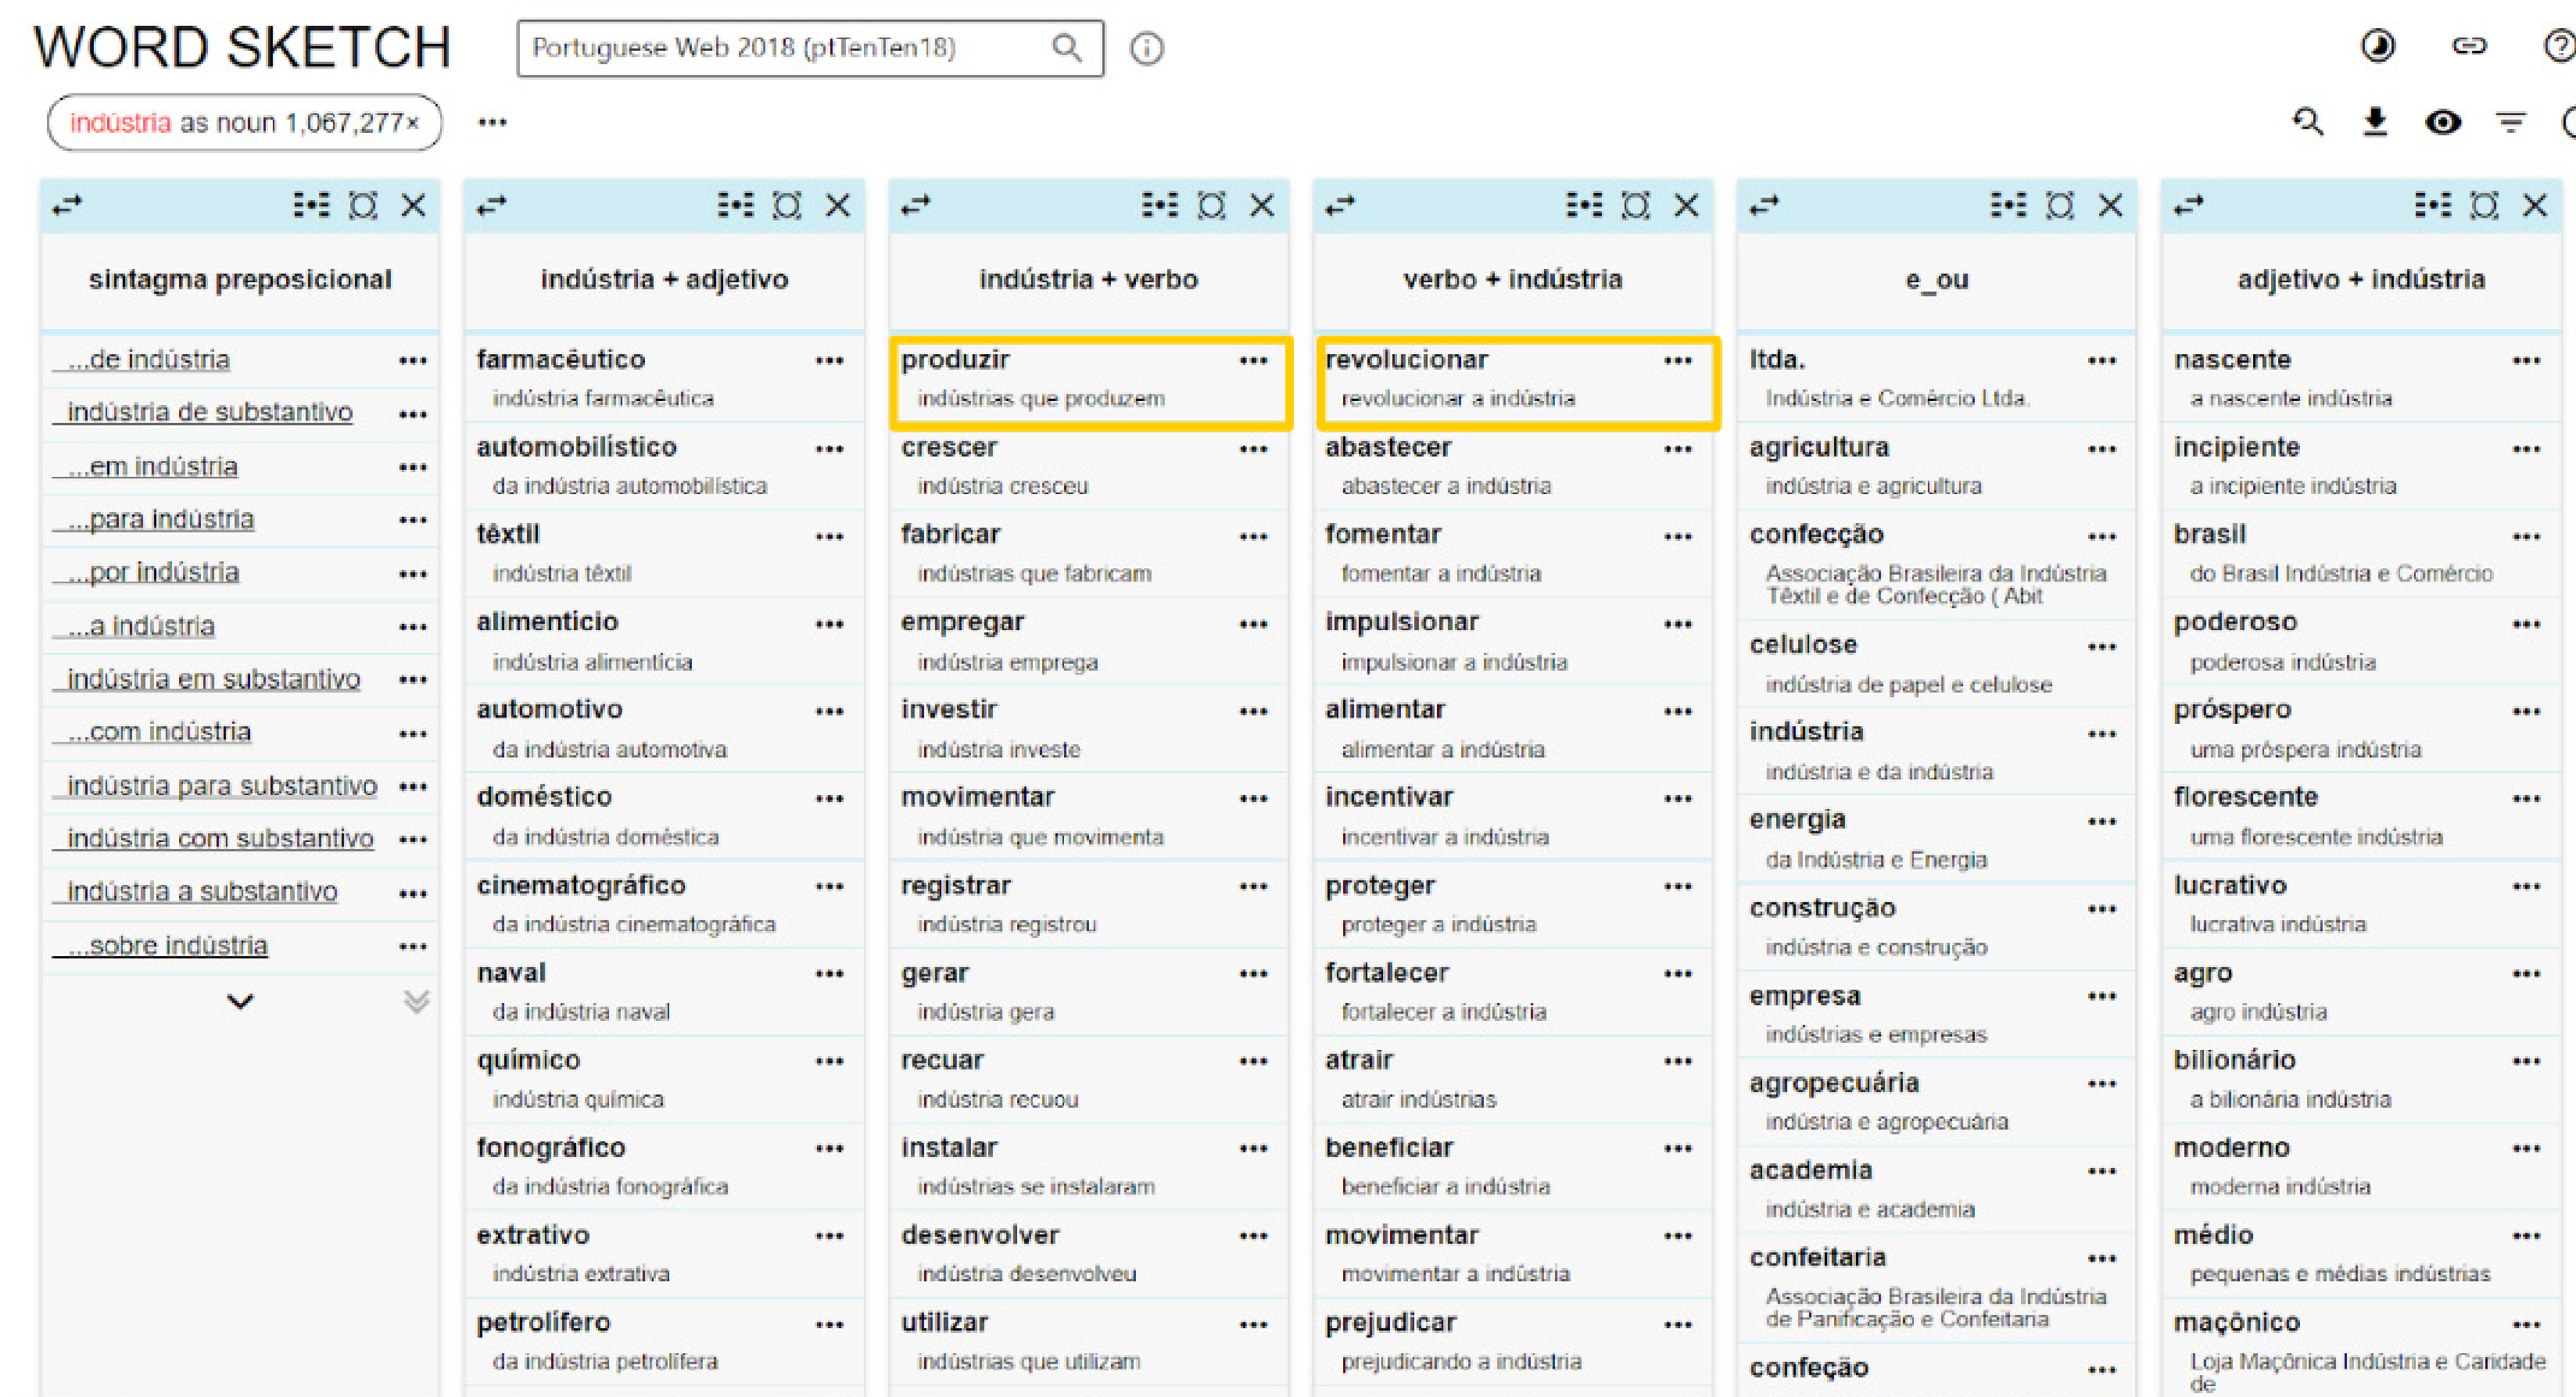 WORD SKETCH
Portuguese Web 2018 (ptTenTen18)
indústria as noun 1,067,277×
sintagma preposicional
...de indústria
indústria de substantivo
...em indústria
...para indústria
...por indústria
...a indústria
indústria em substantivo
...com indústria
indústria para substantivo
indústria com substantivo
indústria a substantivo
...sobre indústria
indústria + adjetivo
farmacêutico
indústria farmacêutica
automobilístico
da indústria automobilística
têxtil
indústria têxtil
alimentício
indústria alimentícia
automotivo
da indústria automotiva
doméstico
da indústria doméstica
cinematográfico
da indústria cinematográfica
naval
da indústria naval
químico
indústria química
fonográfico
da indústria fonográfica
extrativo
indústria extrativa
petrolífero
da indústria petrolífera
indústria + verbo
produzir
indústrias que produzem
crescer
indústria cresceu
fabricar
indústrias que fabricam
empregar
indústria emprega
investir
indústria investe
movimentar
indústria que movimenta
registrar
indústria registrou
gerar
indústria gera
recuar
indústria recuou
instalar
indústrias se instalaram
desenvolver
indústria desenvolveu
utilizar
indústrias que utilizam
verbo + indústria
revolucionar
revolucionar a indústria
abastecer
abastecer a indústria
fomentar
fomentar a indústria
impulsionar
impulsionar a indústria
alimentar
alimentar a indústria
incentivar
incentivar a indústria
proteger
proteger a indústria
fortalecer
fortalecer a indústria
atrair
atrair indústrias
beneficiar
beneficiar a indústria
movimentar
movimentar a indústria
prejudicar
prejudicando a indústria
e_ou
ltda.
Indústria e Comércio Ltda.
agricultura
indústria e agricultura
confecção
Associação Brasileira da Indústria
Têxtil e de Confecção ( Abit
celulose
indústria de papel e celulose
indústria
indústria e da indústria
energia
da Indústria e Energia
construção
indústria e construção
empresa
indústrias e empresas
agropecuária
indústria e agropecuária
academia
indústria e academia
confeitaria
Associação Brasileira da Indústria
de Panificação e Confeitaria
confeção
adjetivo + indústria
nascente
a nascente indústria
incipiente
a incipiente indústria
brasil
do Brasil Indústria e Comércio
poderoso
poderosa indústria
próspero
uma próspera indústria
florescente
uma florescente indústria
lucrativo
lucrativa indústria
agro
agro indústria
bilionário
a bilionária indústria
moderno
moderna indústria
médio
pequenas e médias indústrias
maçônico
Loja Maçônica Indústria e Caridade
de